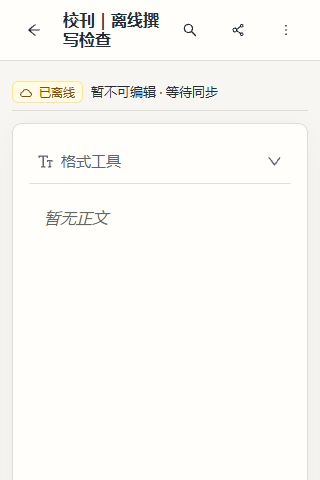 校刊 | 离线撰
写检查
已离线 暂不可编辑 · 等待同步
格式工具
暂无正文